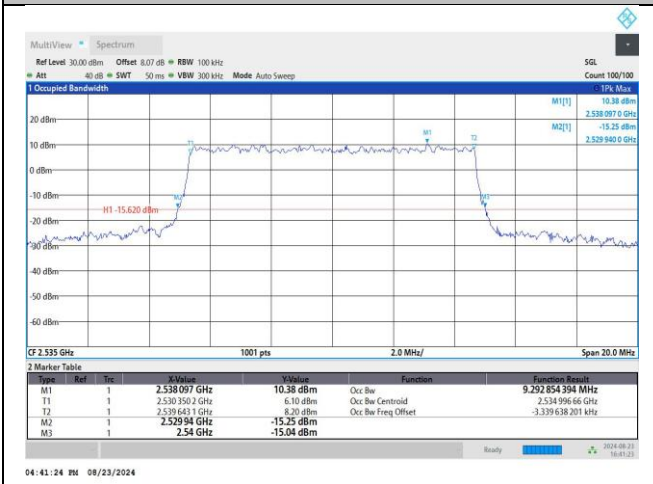 MultiView Spectrum
Ref Level 30.00 dBm Offset 8.07 dB RBW 100 kHz SGL
Att 40 dB SWT 50 ms VBW 300 kHz Mode Auto Sweep Count 100/100
1 Occupied Bandwidth 1Pk Max
M1[1] 10.38 dBm
2.538 097 0 GHz
M2[1] -15.25 dBm
2.529 940 0 GHz
20 dBm
M1
T1 T2
10 dBm
0 dBm
-10 dBm
M2 M3
H1 -15.620 dBm
-20 dBm
-30 dBm
-40 dBm
-50 dBm
-60 dBm
CF 2.535 GHz 1001 pts 2.0 MHz/ Span 20.0 MHz
2 Marker Table
Type Ref Trc X-Value Y-Value Function Function Result
M1 1 2.538097 GHz 10.38 dBm Occ Bw 9.292 854 394 MHz
T1 1 2.530 350 2 GHz 6.10 dBm Occ Bw Centroid 2.534 996 66 GHz
T2 1 2.539 643 1 GHz 8.20 dBm Occ Bw Freq Offset -3.339 638 201 kHz
M2 1 2.52994 GHz -15.25 dBm
M3 1 2.54 GHz -15.04 dBm
Ready 2024-08-23
16:41:23
04:41:24 PM 08/23/2024